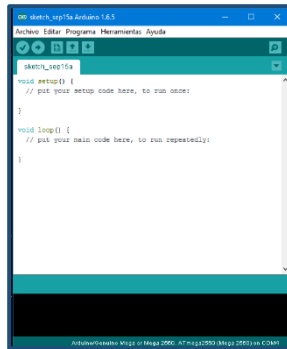 sketch_sep15a Arduino 1.6.5
Archivo Editar Programa Herramientas Ayuda
sketch_sep15a
void setup() {
// put your setup code here, to run once:
}
void loop() {
// put your main code here, to run repeatedly:
}
Arduino/Genuino Mega or Mega 2560, ATmega2560 (Mega 2560) on COM4